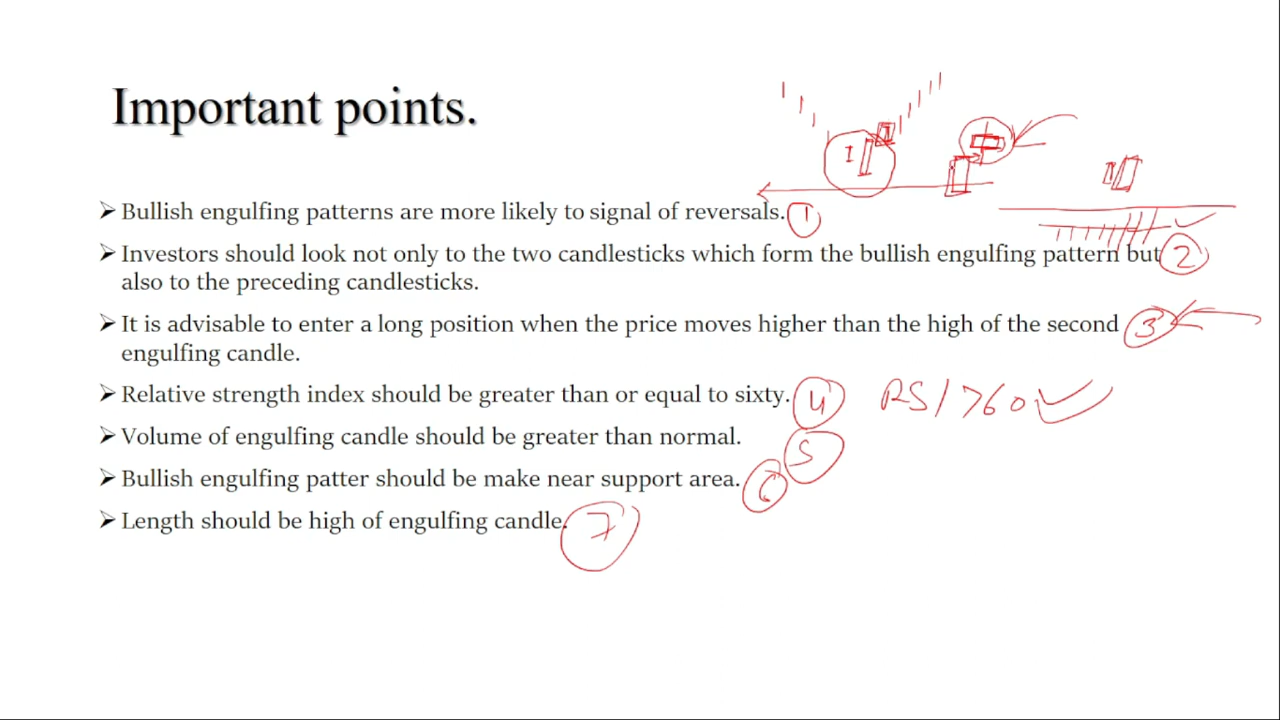 Important points.
➢ Bullish engulfing patterns are more likely to signal of reversals. 1
➢ Investors should look not only to the two candlesticks which form the bullish engulfing pattern but 2
also to the preceding candlesticks.
➢ It is advisable to enter a long position when the price moves higher than the high of the second 3
engulfing candle.
➢ Relative strength index should be greater than or equal to sixty. 4 RSI >60
➢ Volume of engulfing candle should be greater than normal. 5
➢ Bullish engulfing patter should be make near support area. 6
➢ Length should be high of engulfing candle. 7